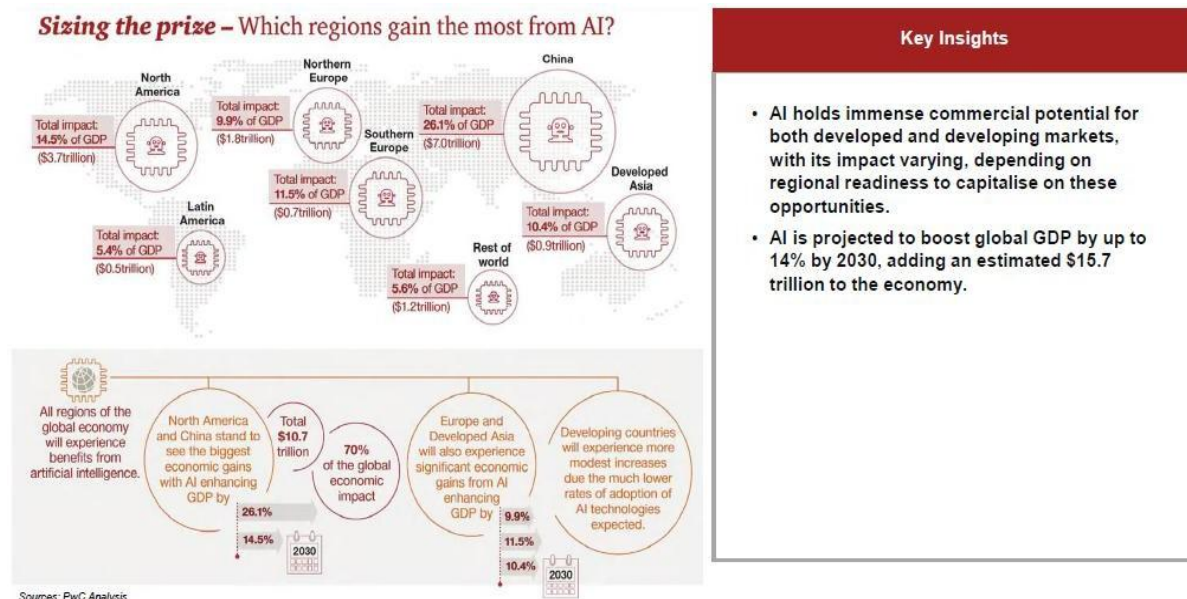 Sizing the prize – Which regions gain the most from AI?
North
America
Total impact:
14.5% of GDP
($3.7trillion)
Northern
Europe
Total impact:
9.9% of GDP
($1.8trillion)
China
Total impact:
26.1% of GDP
($7.0trillion)
Southern
Europe
Total impact:
11.5% of GDP
($0.7trillion)
Developed
Asia
Total impact:
10.4% of GDP
($0.9trillion)
Latin
America
Total impact:
5.4% of GDP
($0.5trillion)
Rest of
world
Total impact:
5.6% of GDP
($1.2trillion)
All regions of the
global economy
will experience
benefits from
artificial intelligence.
North America
and China stand to
see the biggest
economic gains
with AI enhancing
GDP by
26.1%
14.5%
2030
Total
$10.7
trillion
70%
of the global
economic
impact
Europe and
Developed Asia
will also experience
significant economic
gains from AI
enhancing
GDP by
9.9%
11.5%
10.4%
2030
Developing countries
will experience more
modest increases
due the much lower
rates of adoption of
AI technologies
expected.
Sources: PwC Analysis
Key Insights
• AI holds immense commercial potential for
both developed and developing markets,
with its impact varying, depending on
regional readiness to capitalise on these
opportunities.
• AI is projected to boost global GDP by up to
14% by 2030, adding an estimated $15.7
trillion to the economy.